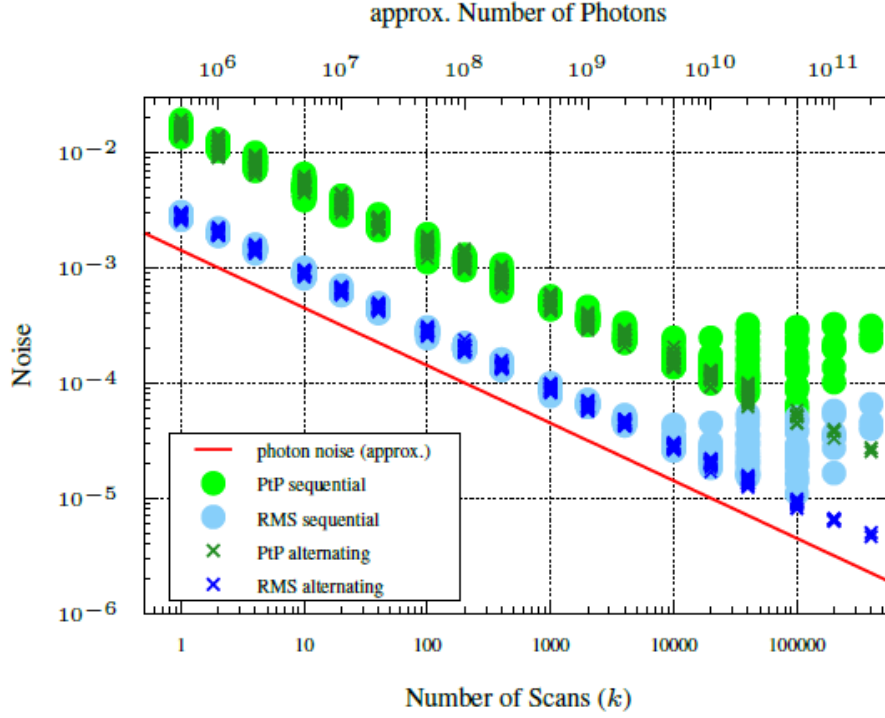 approx. Number of Photons
10^6 10^7 10^8 10^9 10^10 10^11
Noise
10^-2
10^-3
10^-4
10^-5
10^-6
photon noise (approx.)
PtP sequential
RMS sequential
PtP alternating
RMS alternating
1 10 100 1000 10000 100000
Number of Scans (k)